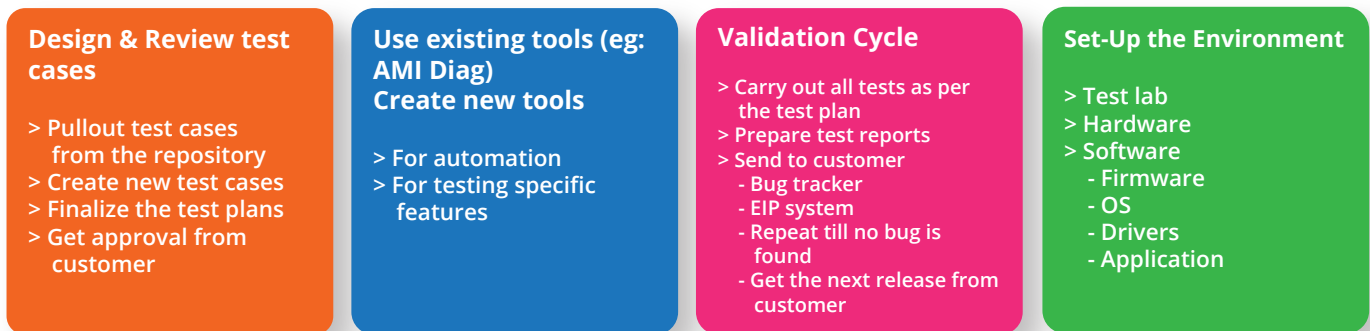 Design & Review test
cases
> Pullout test cases
from the repository
> Create new test cases
> Finalize the test plans
> Get approval from
customer
Use existing tools (eg:
AMI Diag)
Create new tools
> For automation
> For testing specific
features
Validation Cycle
> Carry out all tests as per
the test plan
> Prepare test reports
> Send to customer
- Bug tracker
- EIP system
- Repeat till no bug is
found
- Get the next release from
customer
Set-Up the Environment
> Test lab
> Hardware
> Software
- Firmware
- OS
- Drivers
- Application